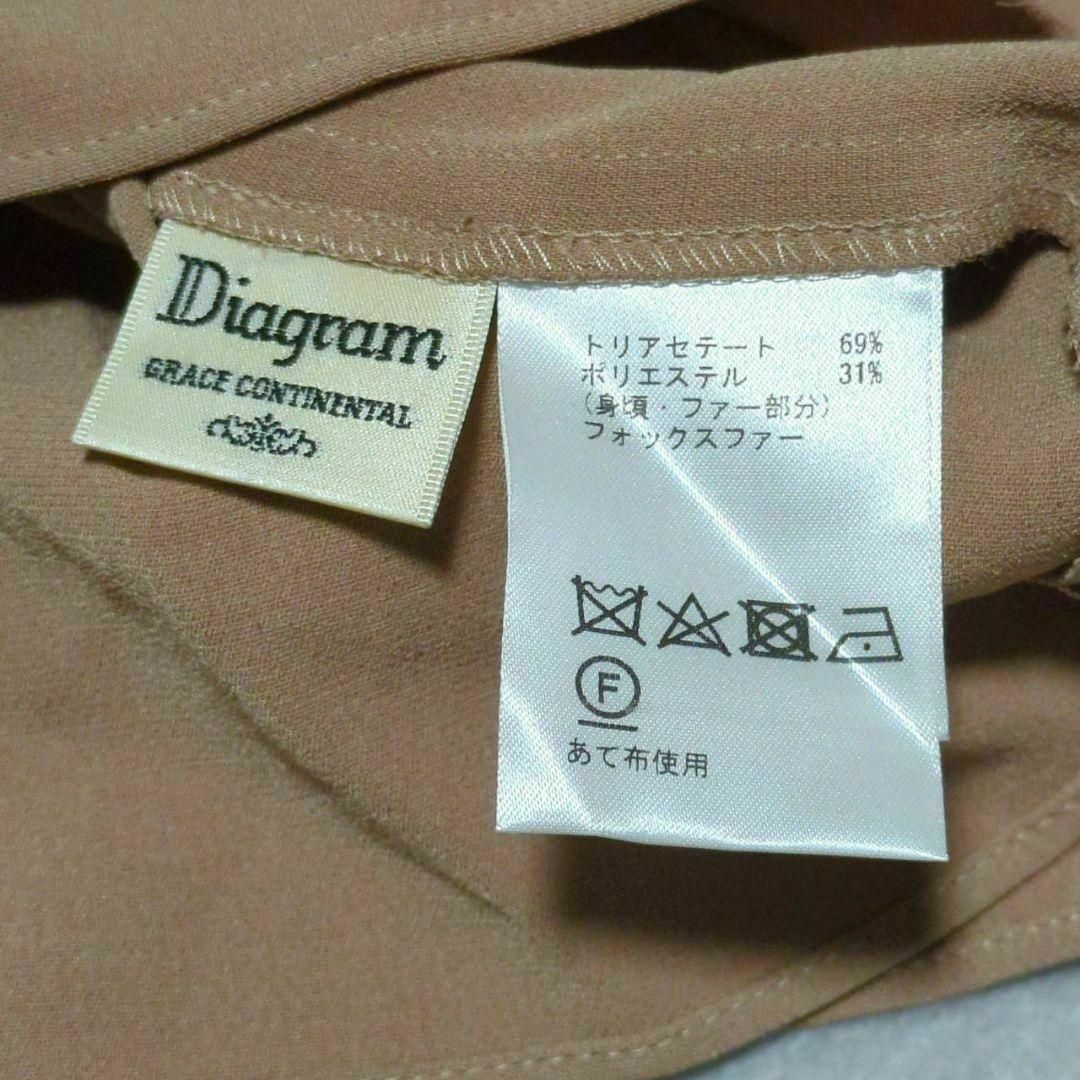 Diagram
GRACE CONTINENTAL
トリアセテート 69%
ポリエステル 31%
(身頃・ファー部分)
フォックスファー
F
あて布使用